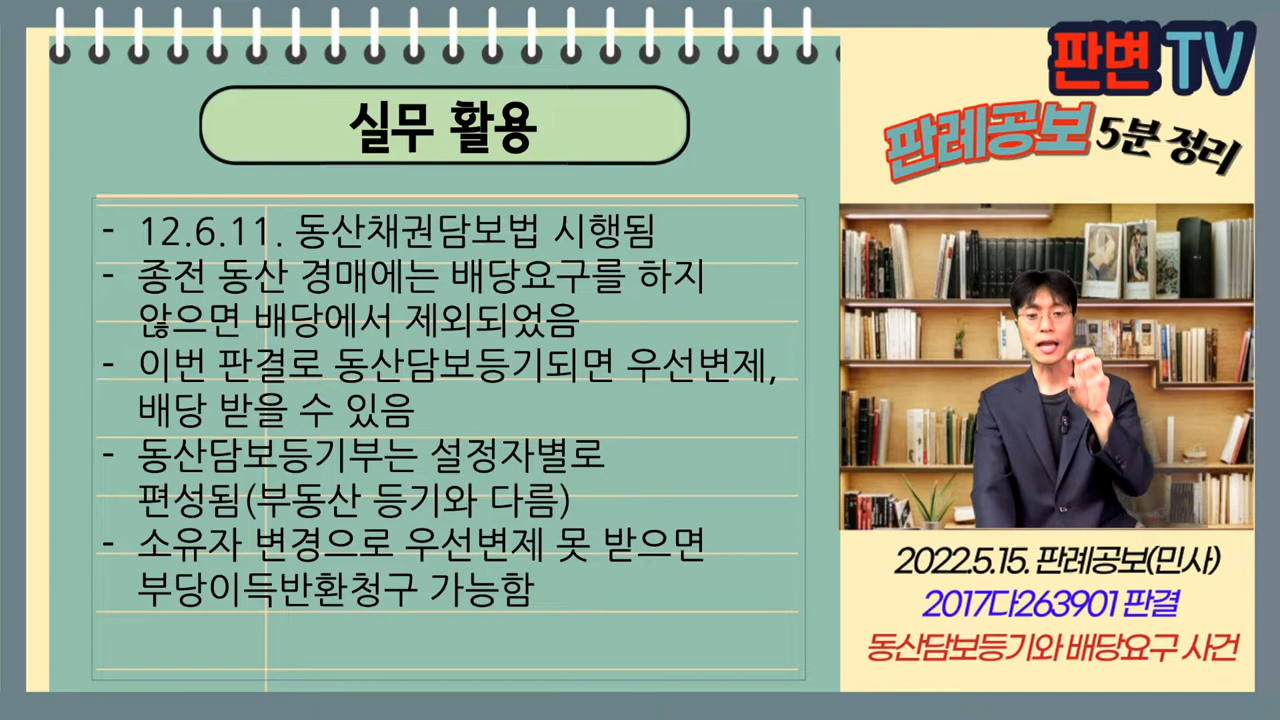 실무 활용
- 12.6.11. 동산채권담보법 시행됨
- 종전 동산 경매에는 배당요구를 하지
않으면 배당에서 제외되었음
- 이번 판결로 동산담보등기되면 우선변제,
배당 받을 수 있음
- 동산담보등기부는 설정자별로
편성됨(부동산 등기와 다름)
- 소유자 변경으로 우선변제 못 받으면
부당이득반환청구 가능함
판변 TV
판례공보 5분 정리
2022.5.15. 판례공보(민사)
2017다263901 판결
동산담보등기와 배당요구 사건